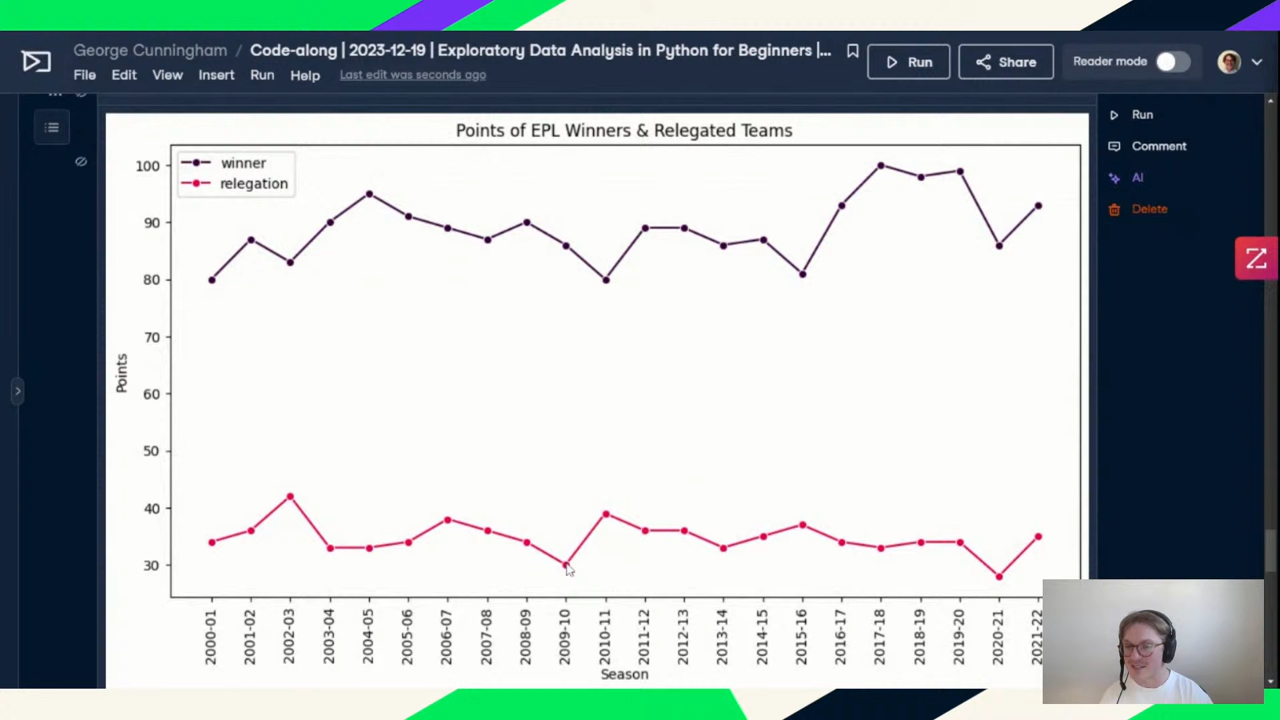 George Cunningham / Code-along | 2023-12-19 | Exploratory Data Analysis in Python for Beginners |...
Run
Share
Reader mode
File Edit View Insert Run Help Last edit was seconds ago
Run
Comment
AI
Delete
Points of EPL Winners & Relegated Teams
winner
relegation
Points
100
90
80
70
60
50
40
30
2000-01
2001-02
2002-03
2003-04
2004-05
2005-06
2006-07
2007-08
2008-09
2009-10
2010-11
2011-12
2012-13
2013-14
2014-15
2015-16
2016-17
2017-18
2018-19
2019-20
2020-21
2021-22
Season